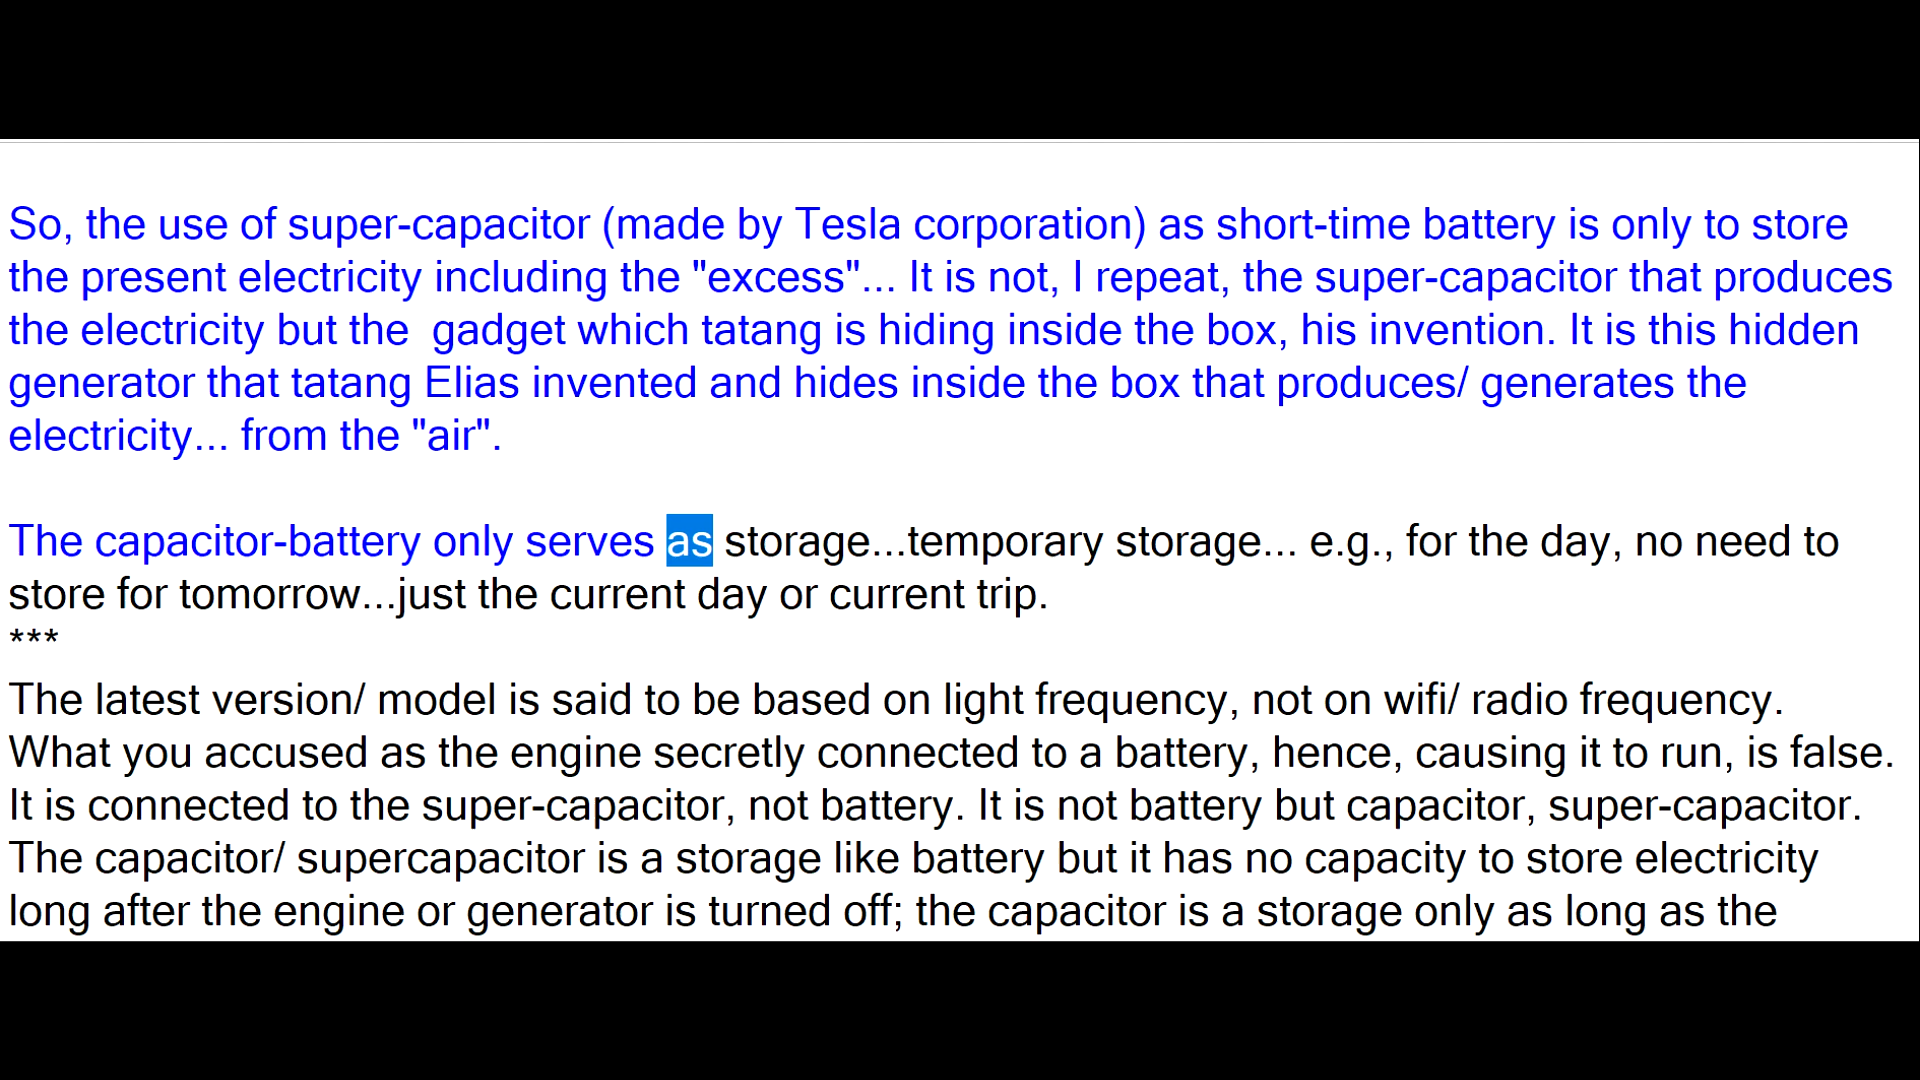 So, the use of super-capacitor (made by Tesla corporation) as short-time battery is only to store
the present electricity including the "excess"... It is not, I repeat, the super-capacitor that produces
the electricity but the  gadget which tatang is hiding inside the box, his invention. It is this hidden
generator that tatang Elias invented and hides inside the box that produces/ generates the
electricity... from the "air".
The capacitor-battery only serves as storage...temporary storage... e.g., for the day, no need to
store for tomorrow...just the current day or current trip.
***
The latest version/ model is said to be based on light frequency, not on wifi/ radio frequency.
What you accused as the engine secretly connected to a battery, hence, causing it to run, is false.
It is connected to the super-capacitor, not battery. It is not battery but capacitor, super-capacitor.
The capacitor/ supercapacitor is a storage like battery but it has no capacity to store electricity
long after the engine or generator is turned off; the capacitor is a storage only as long as the